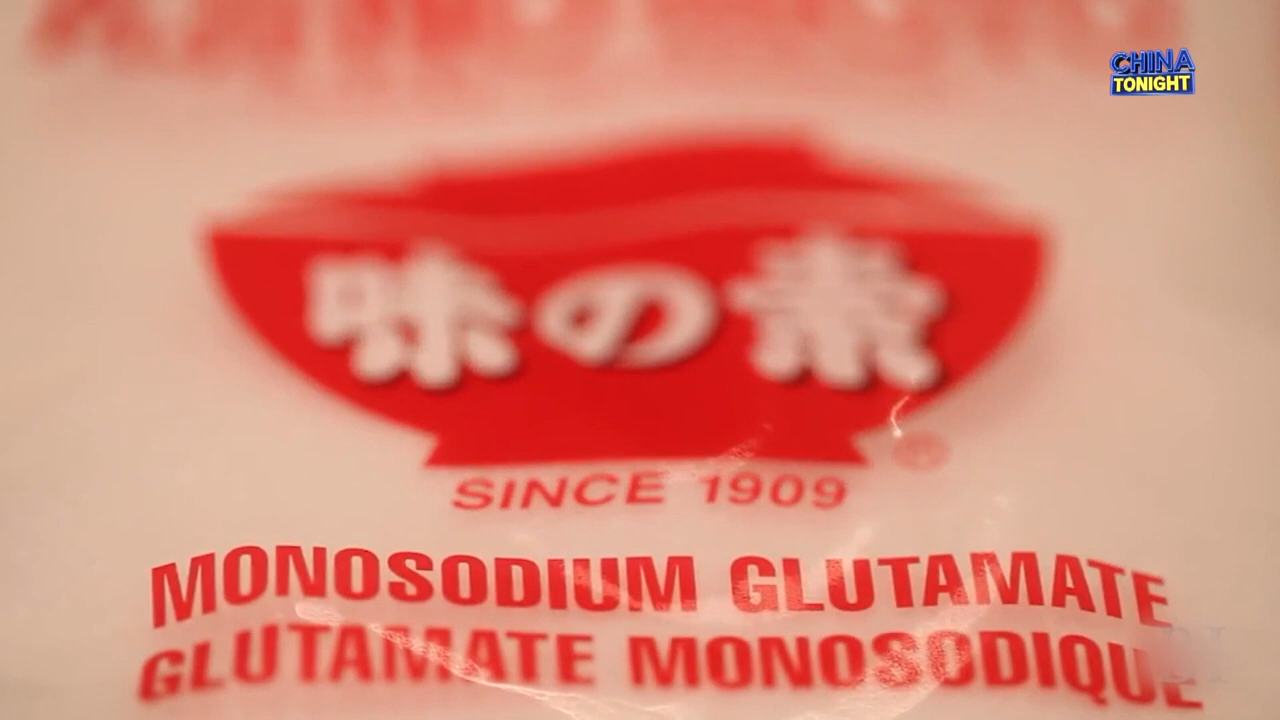 CHINA
TONIGHT
味の素
SINCE 1909
MONOSODIUM GLUTAMATE
GLUTAMATE MONOSODIQUE